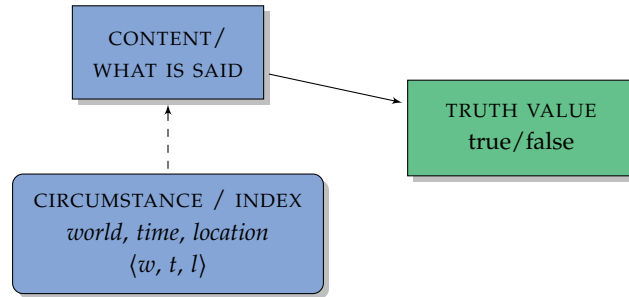 CONTENT/
WHAT IS SAID
TRUTH VALUE
true/false
CIRCUMSTANCE / INDEX
world, time, location
⟨w, t, l⟩